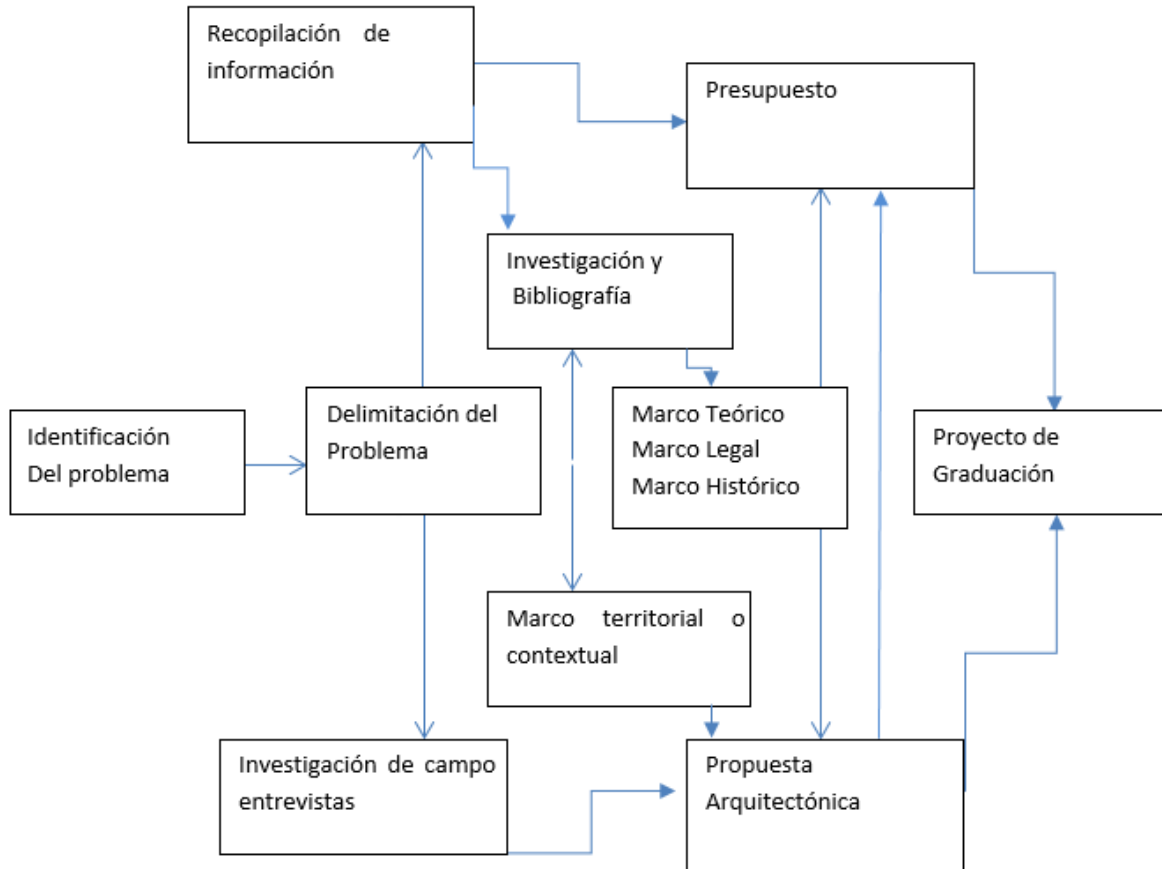 Recopilación de
información
Presupuesto
Investigación y
Bibliografía
Identificación
Del problema
Delimitación del
Problema
Marco Teórico
Marco Legal
Marco Histórico
Proyecto de
Graduación
Marco territorial o
contextual
Investigación de campo
entrevistas
Propuesta
Arquitectónica